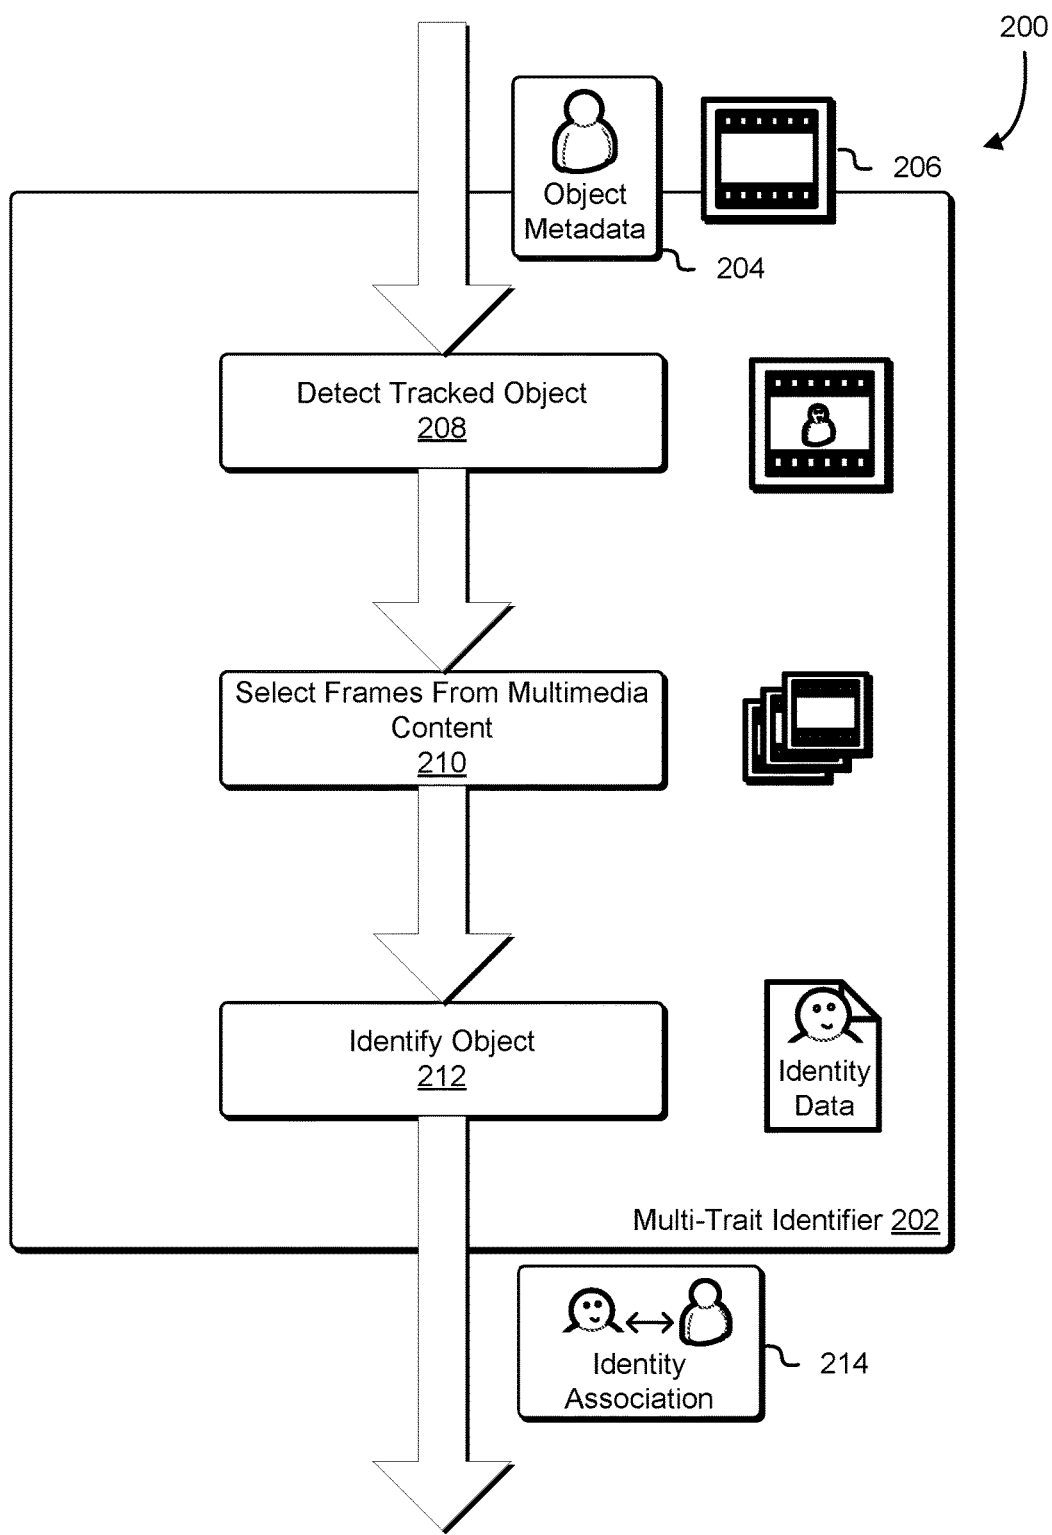 200
206
Object
Metadata
204
Detect Tracked Object
208
Select Frames From Multimedia
Content
210
Identify Object
212
Identity
Data
Multi-Trait Identifier 202
Identity
Association
214